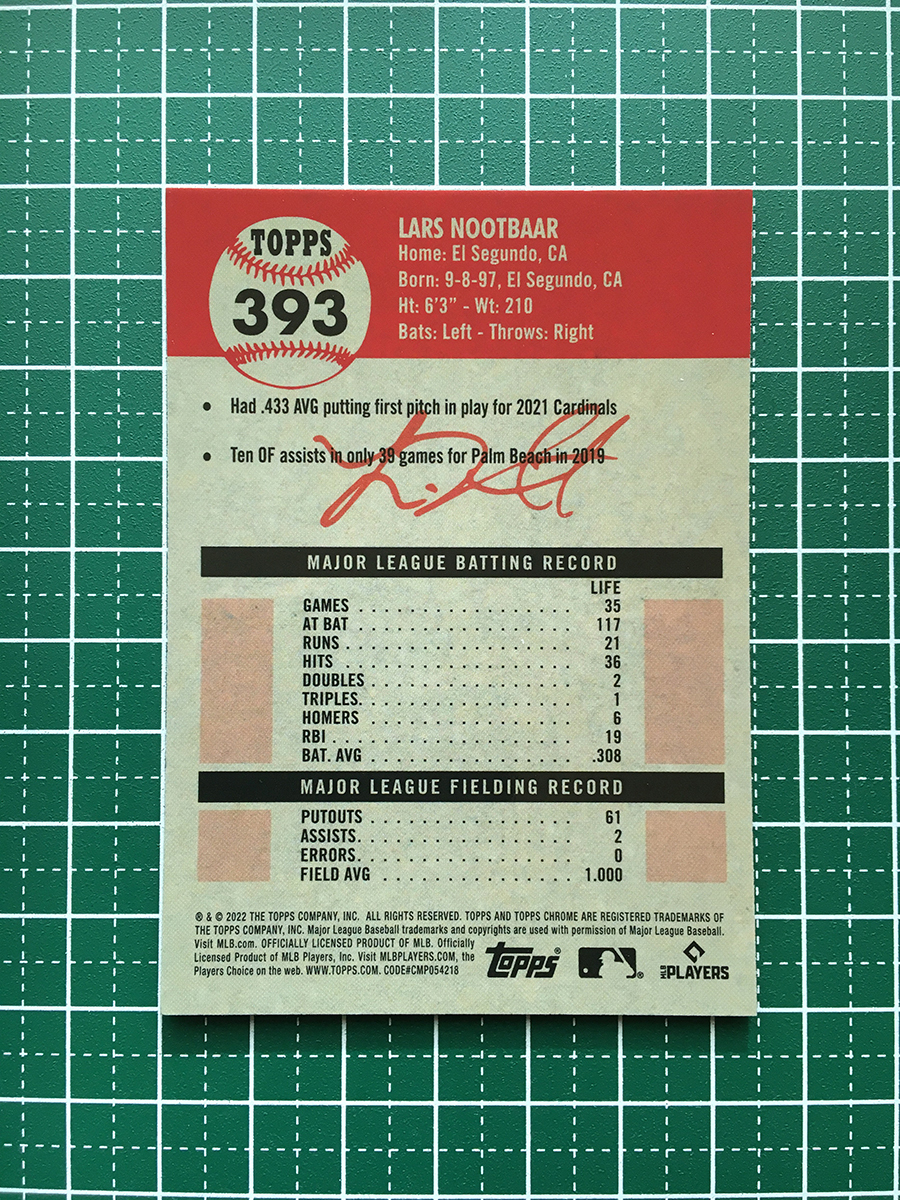 TOPPS
393
LARS NOOTBAAR
Home: El Segundo, CA
Born: 9-8-97, El Segundo, CA
Ht: 6'3" - Wt: 210
Bats: Left - Throws: Right
• Had .433 AVG putting first pitch in play for 2021 Cardinals
• Ten OF assists in only 39 games for Palm Beach in 2019
MAJOR LEAGUE BATTING RECORD
LIFE
GAMES . . . . . . . . . . . . . . . . . . 35
AT BAT . . . . . . . . . . . . . . . . . . 117
RUNS . . . . . . . . . . . . . . . . . . . 21
HITS . . . . . . . . . . . . . . . . . . . 36
DOUBLES . . . . . . . . . . . . . . . . . 2
TRIPLES. . . . . . . . . . . . . . . . . . 1
HOMERS . . . . . . . . . . . . . . . . . 6
RBI . . . . . . . . . . . . . . . . . . . . 19
BAT. AVG . . . . . . . . . . . . . . . . . .308
MAJOR LEAGUE FIELDING RECORD
PUTOUTS . . . . . . . . . . . . . . . . . 61
ASSISTS. . . . . . . . . . . . . . . . . . 2
ERRORS. . . . . . . . . . . . . . . . . . 0
FIELD AVG . . . . . . . . . . . . . . . . 1.000
® & © 2022 THE TOPPS COMPANY, INC. ALL RIGHTS RESERVED. TOPPS AND TOPPS CHROME ARE REGISTERED TRADEMARKS OF
THE TOPPS COMPANY, INC. Major League Baseball trademarks and copyrights are used with permission of Major League Baseball.
Visit MLB.com. OFFICIALLY LICENSED PRODUCT OF MLB. Officially
Licensed Product of MLB Players, Inc. Visit MLBPLAYERS.COM, the
Players Choice on the web. WWW.TOPPS.COM. CODE#CMP054218
Topps®
®
MLB PLAYERS